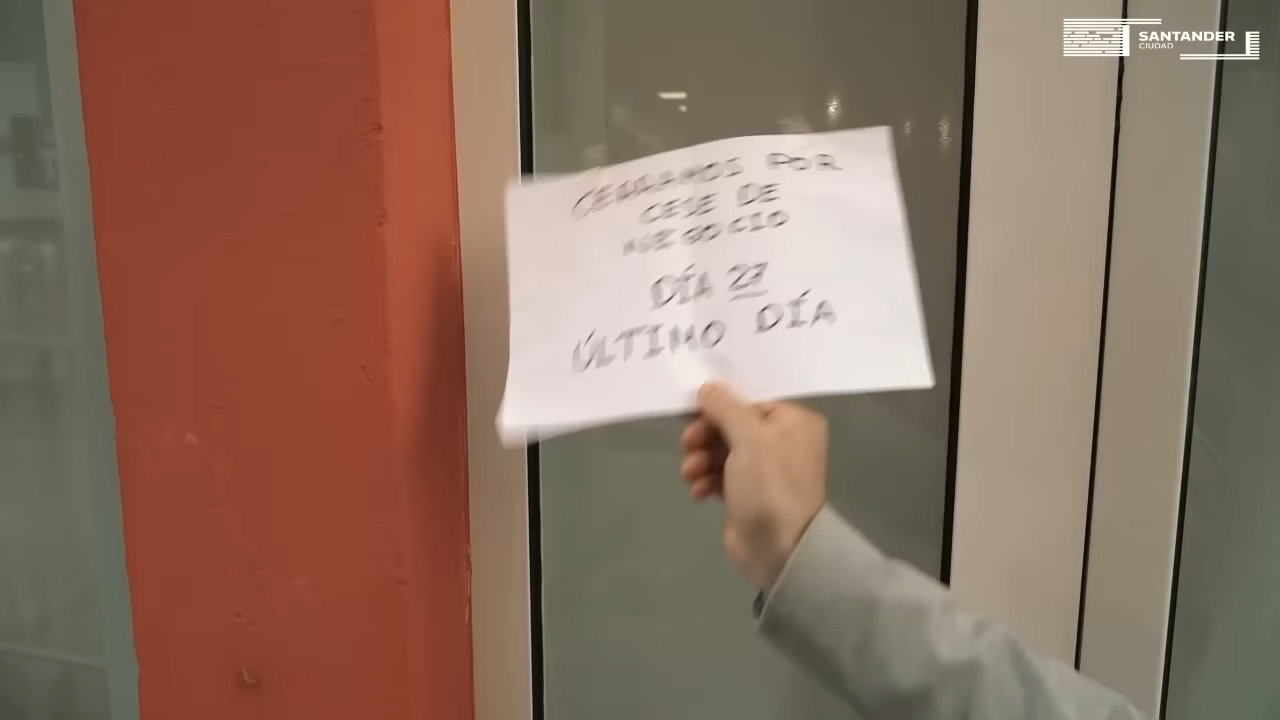 SANTANDER
CIUDAD
CERRAMOS POR
CESE DE
NEGOCIO
DÍA 27
ÚLTIMO DÍA